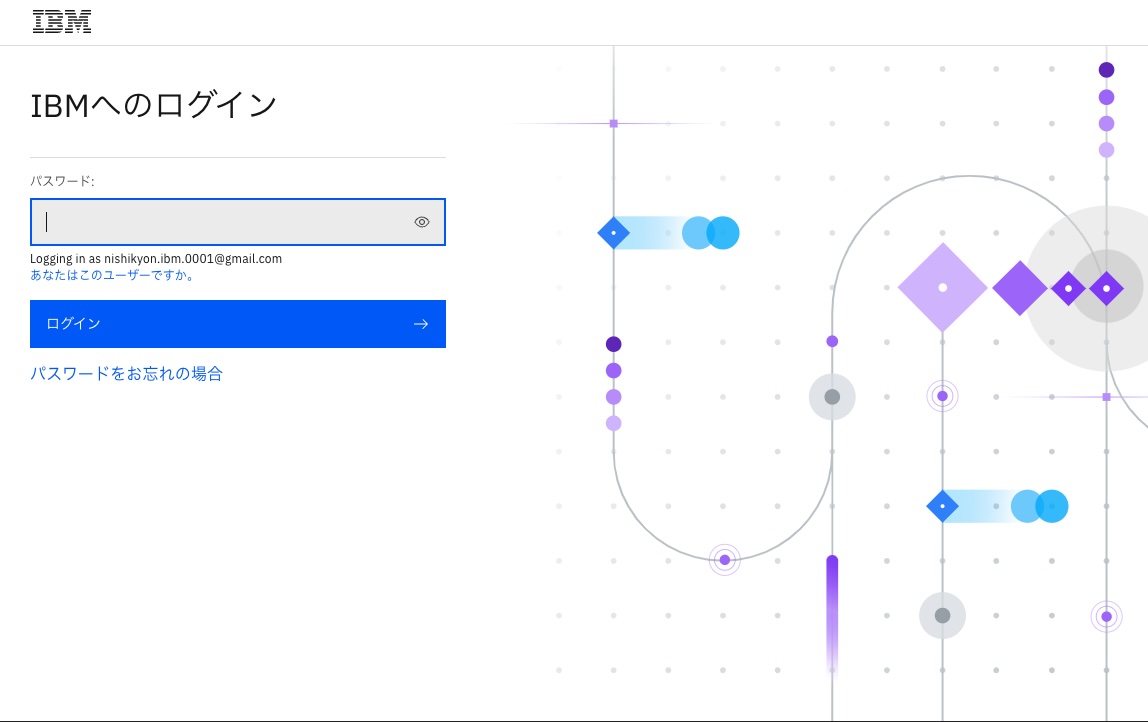 IBM
IBMへのログイン
パスワード:
Logging in as nishikyon.ibm.0001@gmail.com
あなたはこのユーザーですか。
ログイン
パスワードをお忘れの場合